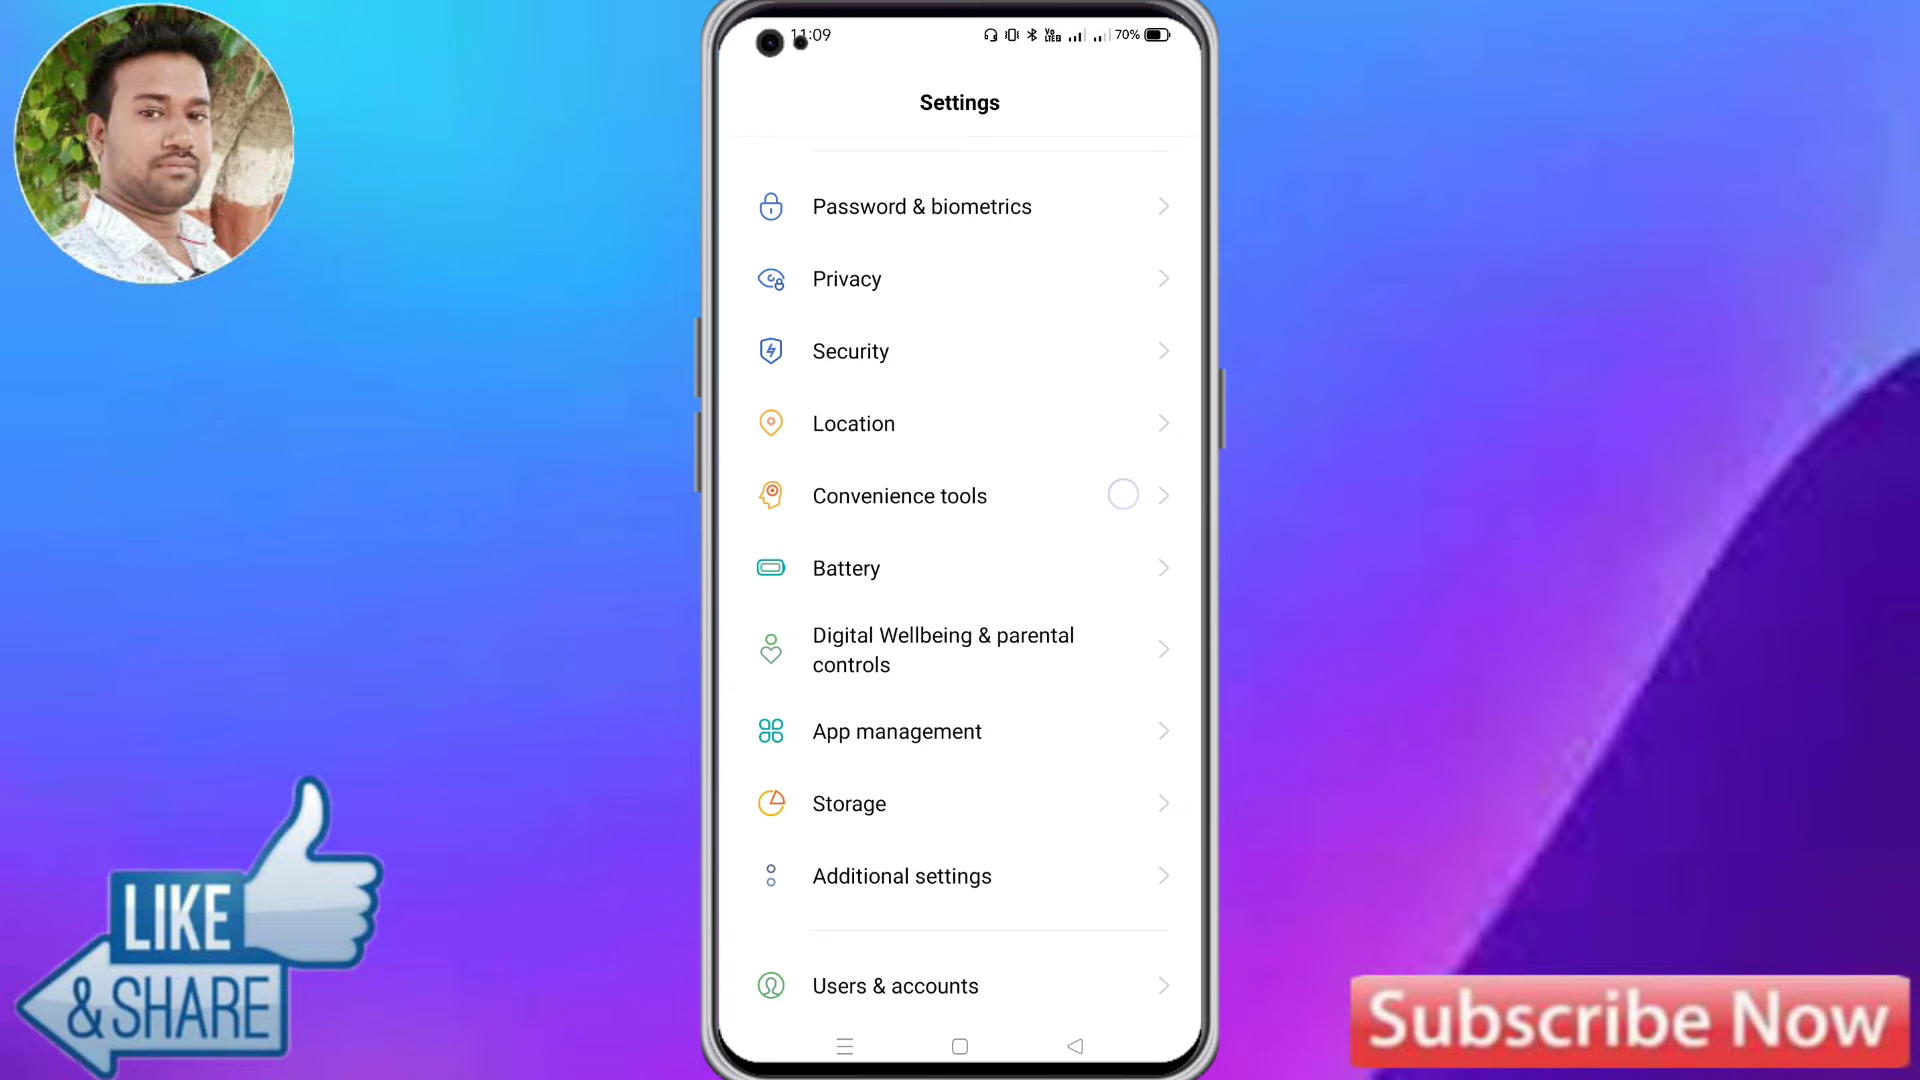 11:09
70%
Settings
Password & biometrics
Privacy
Security
Location
Convenience tools
Battery
Digital Wellbeing & parental
controls
App management
Storage
Additional settings
Users & accounts
LIKE
& SHARE
Subscribe Now